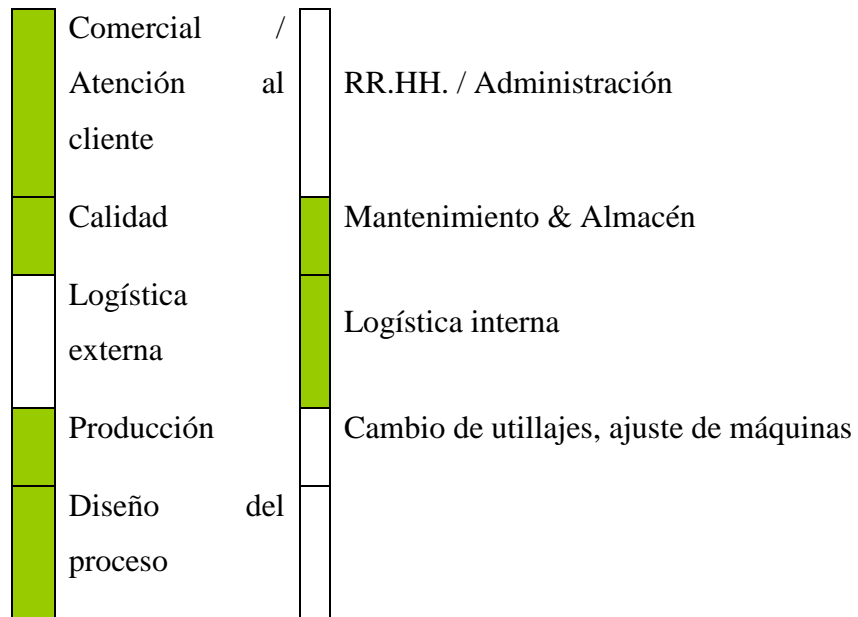 Comercial /
Atención al
cliente
RR.HH. / Administración
Calidad
Mantenimiento & Almacén
Logística
externa
Logística interna
Producción
Cambio de utillajes, ajuste de máquinas
Diseño del
proceso